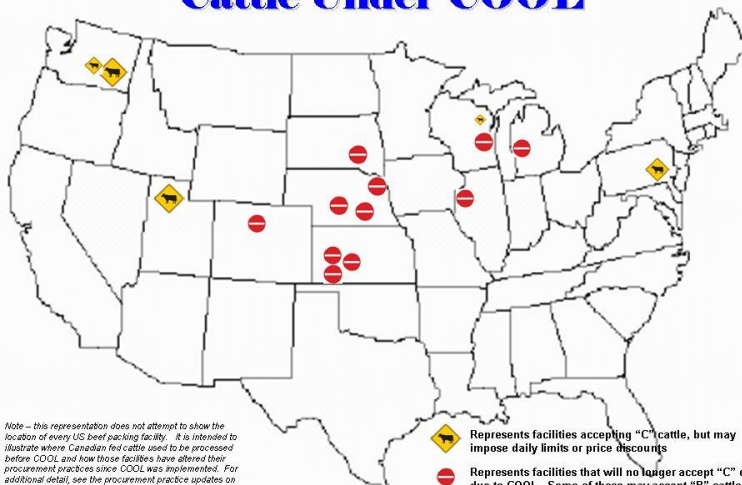 Cattle Under COOL
Note – this representation does not attempt to show the
location of every US beef packing facility. It is intended to
illustrate where Canadian fed cattle used to be processed
before COOL and how those facilities have altered their
procurement practices since COOL was implemented. For
additional detail, see the procurement practice updates on
Represents facilities accepting “C” cattle, but may
impose daily limits or price discounts
Represents facilities that will no longer accept “C”
due to COOL. Some of these may accept “B” cattle